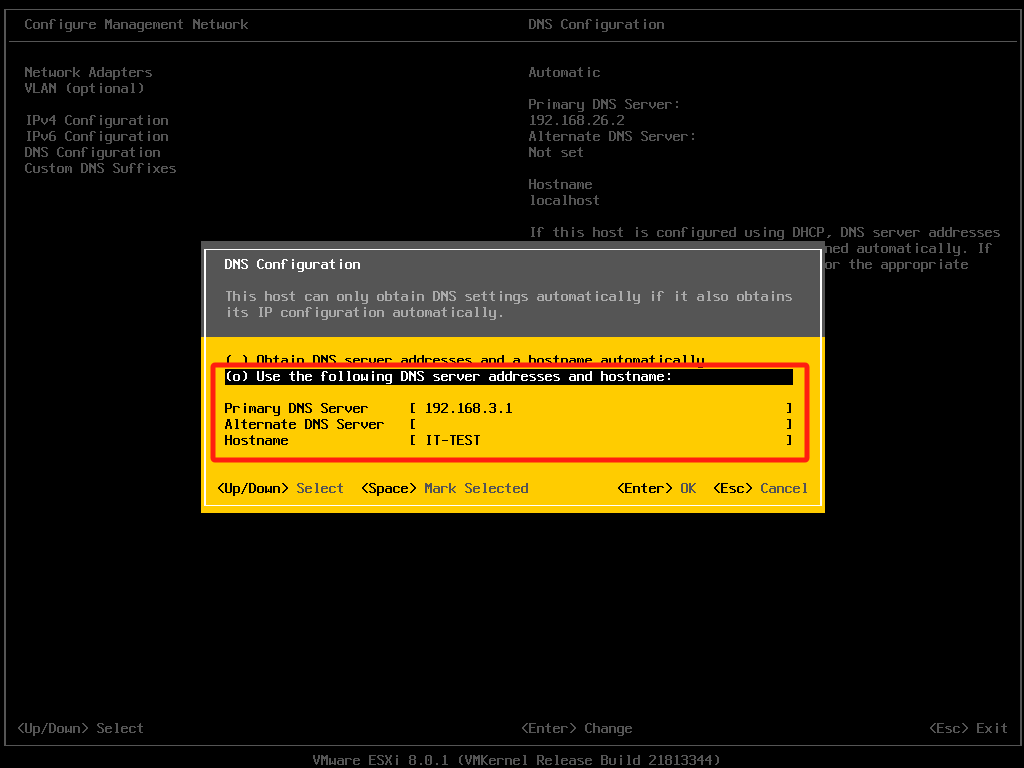 Configure Management Network
DNS Configuration
Network Adapters
VLAN (optional)
IPv4 Configuration
IPv6 Configuration
DNS Configuration
Custom DNS Suffixes
Automatic
Primary DNS Server:
192.168.26.2
Alternate DNS Server:
Not set
Hostname
localhost
If this host is configured using DHCP, DNS server addresses
ned automatically. If
or the appropriate
DNS Configuration
This host can only obtain DNS settings automatically if it also obtains
its IP configuration automatically.
( ) Obtain DNS server addresses and a hostname automatically
(o) Use the following DNS server addresses and hostname:
Primary DNS Server [ 192.168.3.1 ]
Alternate DNS Server [ ]
Hostname [ IT-TEST ]
<Up/Down> Select <Space> Mark Selected <Enter> OK <Esc> Cancel
<Up/Down> Select <Enter> Change <Esc> Exit
VMware ESXi 8.0.1 (VMKernel Release Build 21813344)